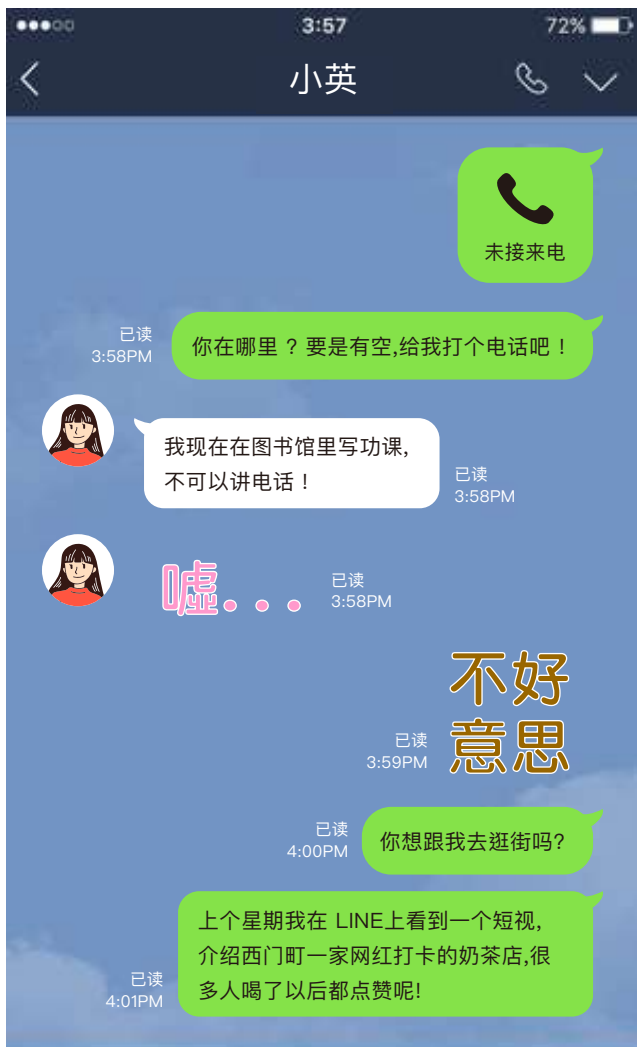 3:57
72%
小英
未接来电
已读
3:58PM
你在哪里 ? 要是有空,给我打个电话吧 !
我现在在图书馆里写功课,
不可以讲电话 !
已读
3:58PM
嘘...
已读
3:58PM
不好
意思
已读
3:59PM
已读
4:00PM
你想跟我去逛街吗?
上个星期我在 LINE上看到一个短视,
介绍西门町一家网红打卡的奶茶店,很
多人喝了以后都点赞呢!
已读
4:01PM